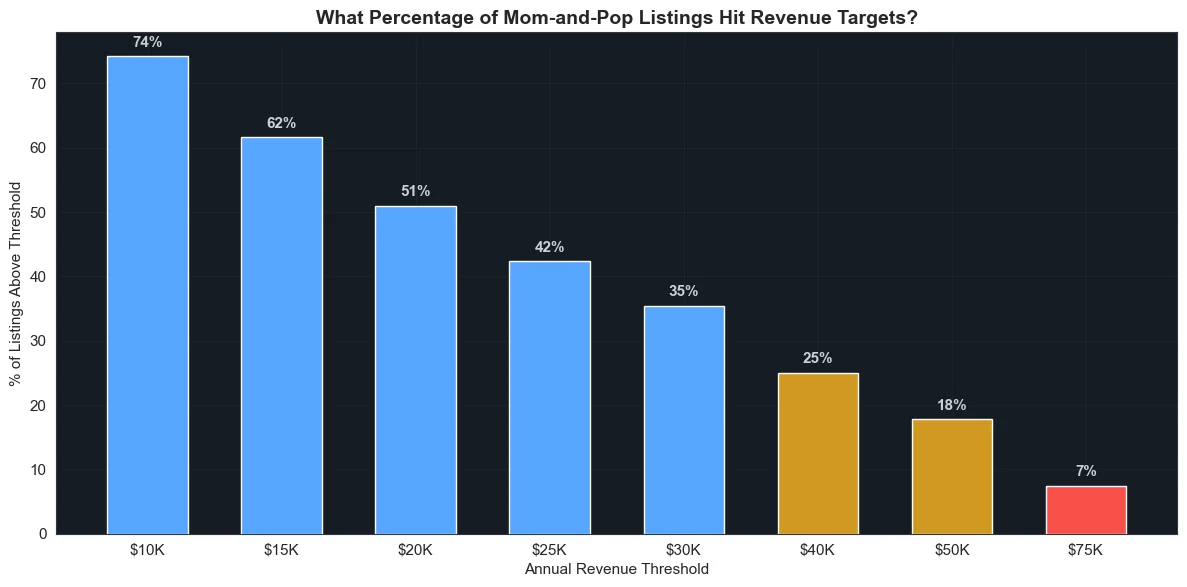 What Percentage of Mom-and-Pop Listings Hit Revenue Targets?
% of Listings Above Threshold
70
60
50
40
30
20
10
0
74%
62%
51%
42%
35%
25%
18%
7%
$10K
$15K
$20K
$25K
$30K
$40K
$50K
$75K
Annual Revenue Threshold